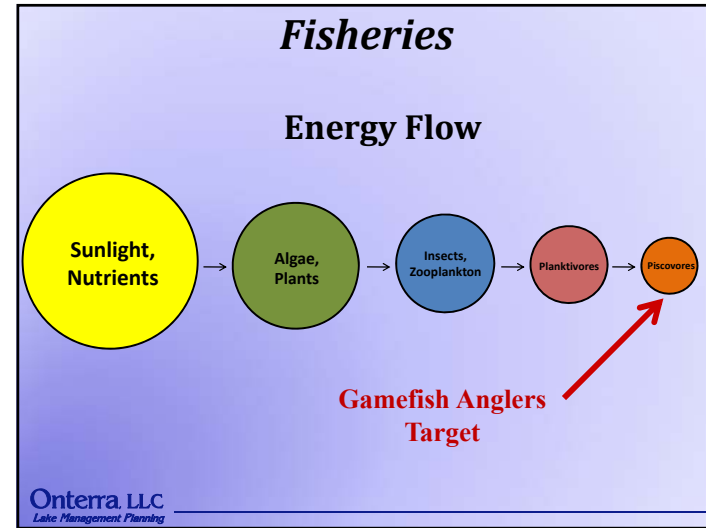 Fisheries
Energy Flow
Sunlight,
Nutrients
Algae,
Plants
Insects,
Zooplankton
Planktivores
Piscovores
Gamefish Anglers
Target
Onterra, LLC
Lake Management Planning